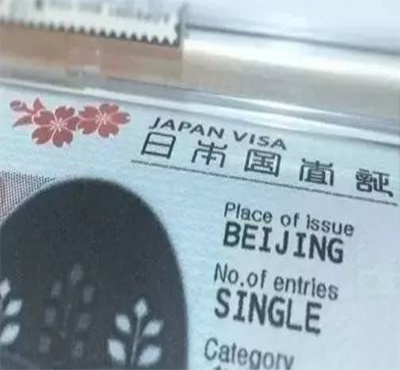 JAPAN VISA
日本国査証
Place of issue
BEIJING
No.of entries
SINGLE
Category